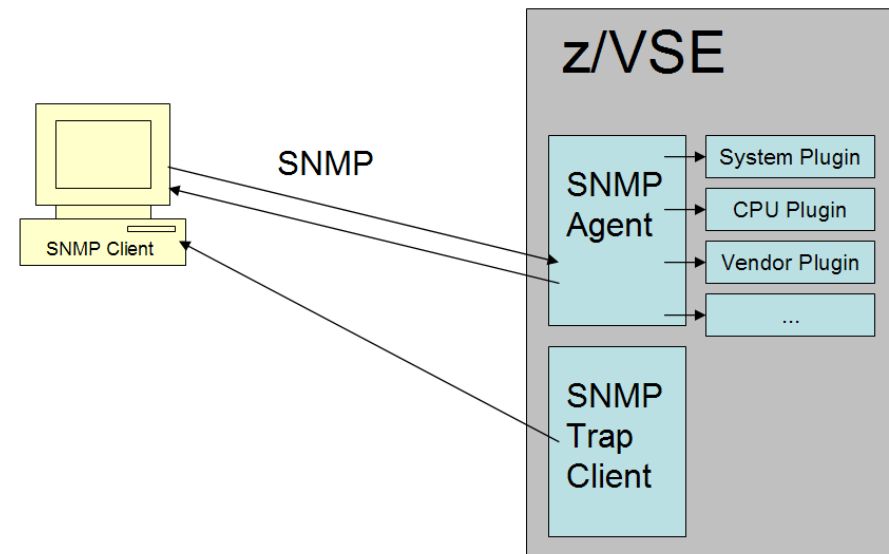 z/VSE
SNMP
SNMP Client
SNMP
Agent
System Plugin
CPU Plugin
Vendor Plugin
...
SNMP
Trap
Client